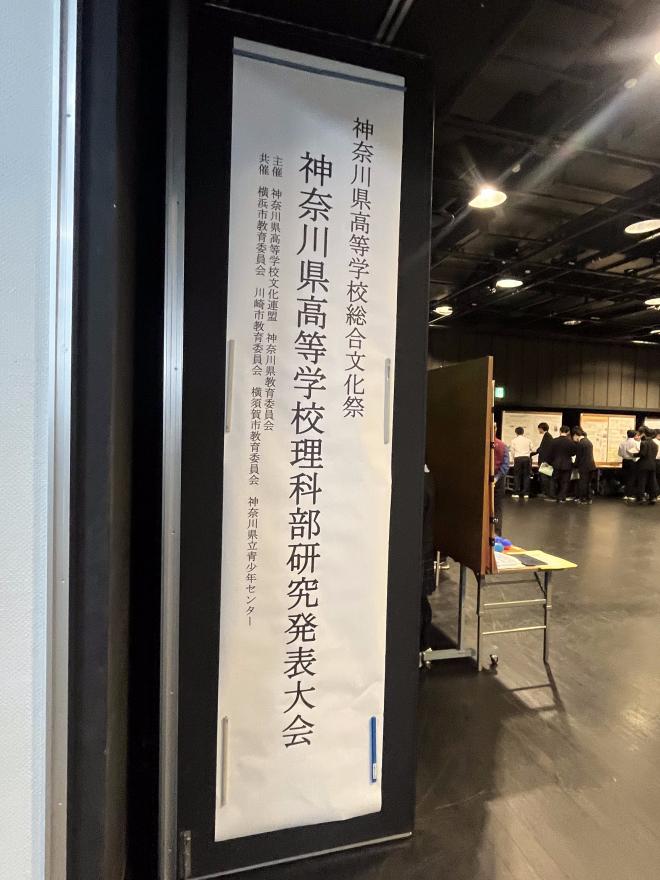 神奈川県高等学校総合文化祭
神奈川県高等学校理科部研究発表大会
主催　神奈川県高等学校文化連盟　神奈川県教育委員会
共催　横浜市教育委員会　川崎市教育委員会　横須賀市教育委員会　神奈川県立青少年センター